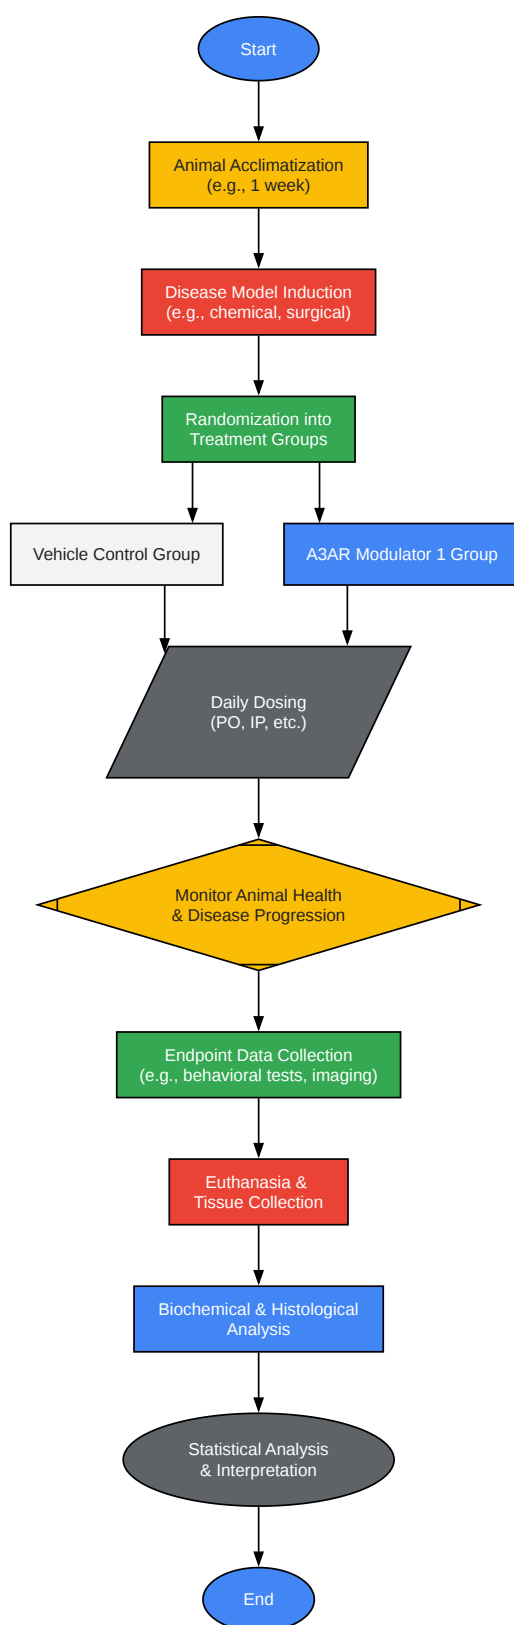 Start
Animal Acclimatization
(e.g., 1 week)
Disease Model Induction
(e.g., chemical, surgical)
Randomization into
Treatment Groups
Vehicle Control Group
A3AR Modulator 1 Group
Daily Dosing
(PO, IP, etc.)
Monitor Animal Health
& Disease Progression
Endpoint Data Collection
(e.g., behavioral tests, imaging)
Euthanasia &
Tissue Collection
Biochemical & Histological
Analysis
Statistical Analysis
& Interpretation
End